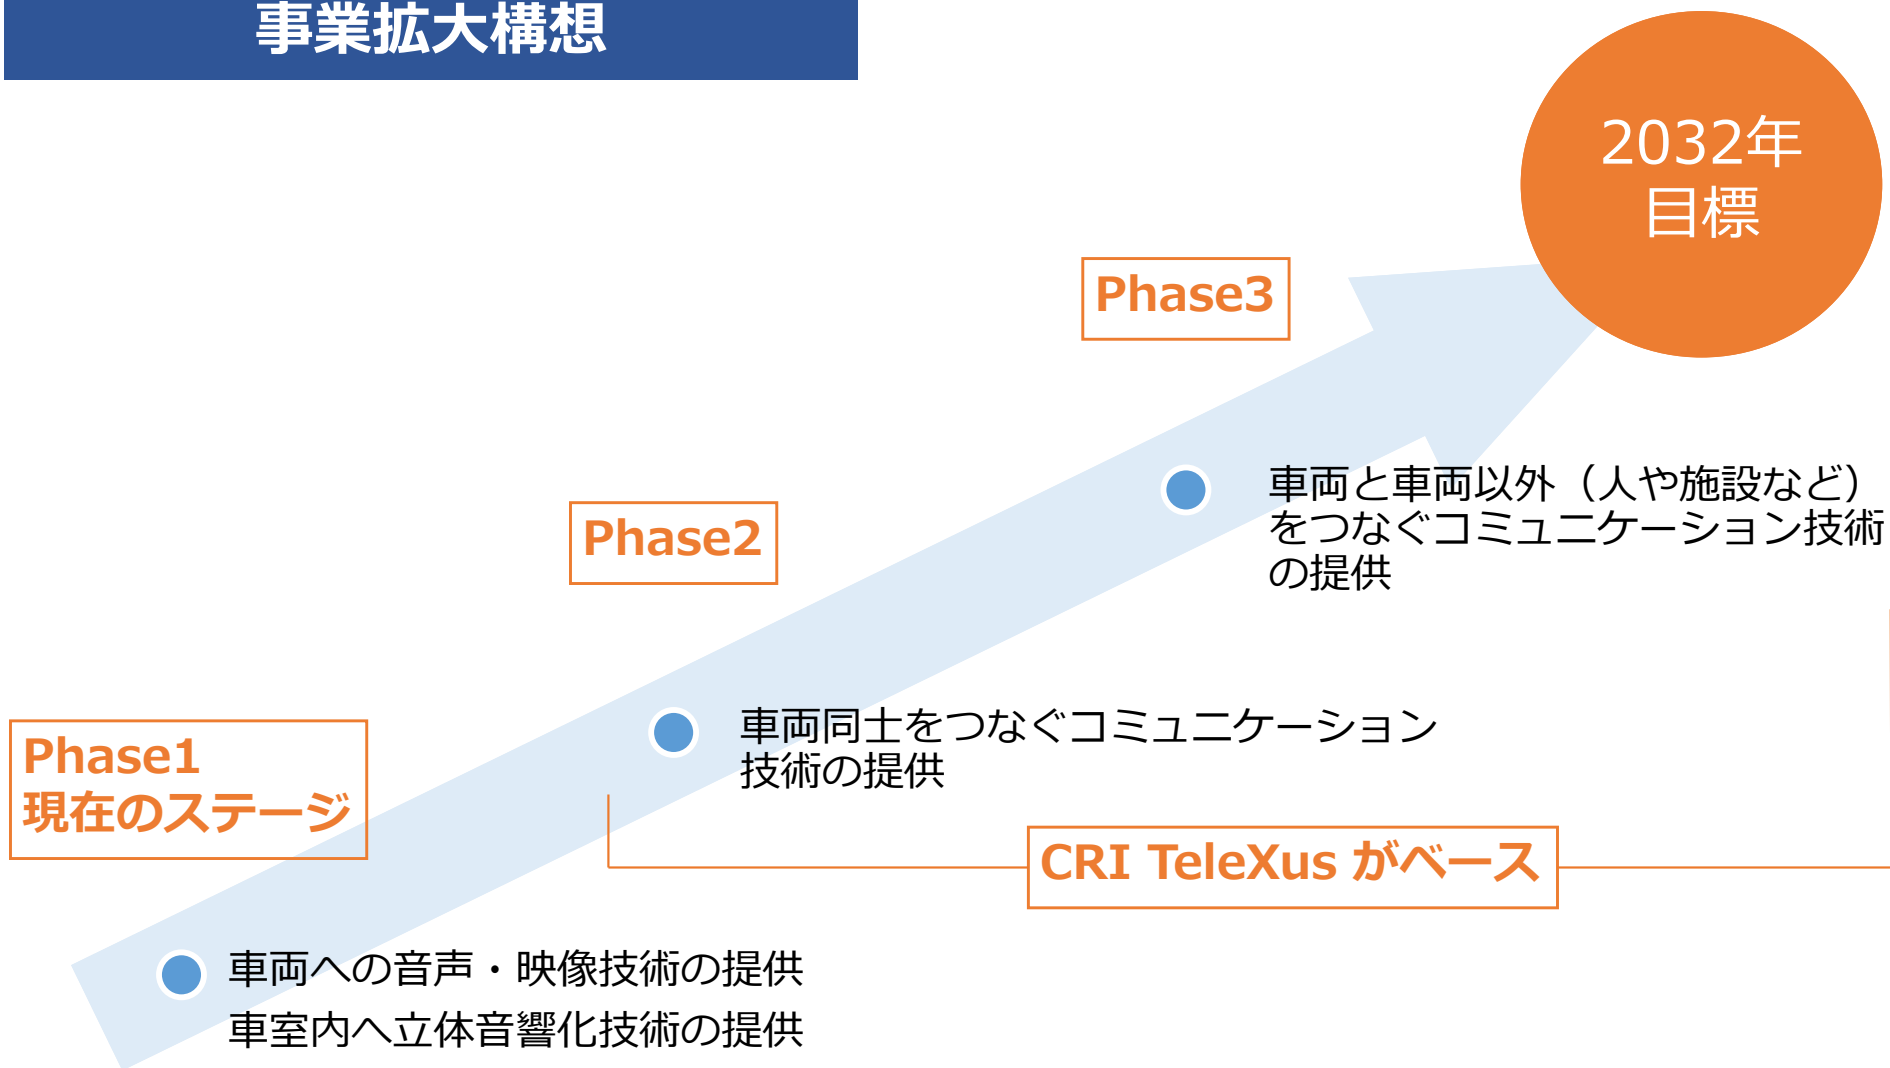 事業拡大構想
2032年
目標
Phase3
車両と車両以外（人や施設など）
をつなぐコミュニケーション技術
の提供
Phase2
車両同士をつなぐコミュニケーション
技術の提供
Phase1
現在のステージ
CRI TeleXus がベース
車両への音声・映像技術の提供
車室内へ立体音響化技術の提供